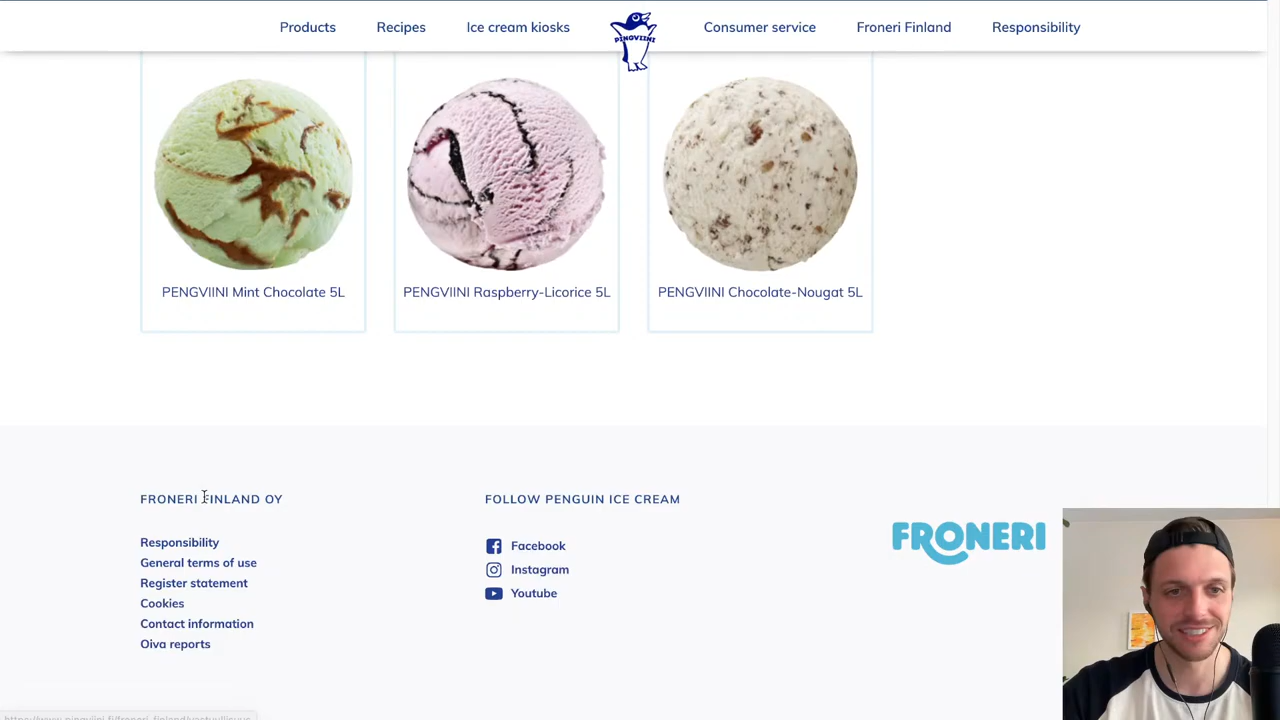 Products Recipes Ice cream kiosks PINGVIINI Consumer service Froneri Finland Responsibility
PENGVIINI Mint Chocolate 5L PENGVIINI Raspberry-Licorice 5L PENGVIINI Chocolate-Nougat 5L
FRONERI FINLAND OY
Responsibility
General terms of use
Register statement
Cookies
Contact information
Oiva reports
FOLLOW PENGUIN ICE CREAM
Facebook
Instagram
Youtube
FRONERI